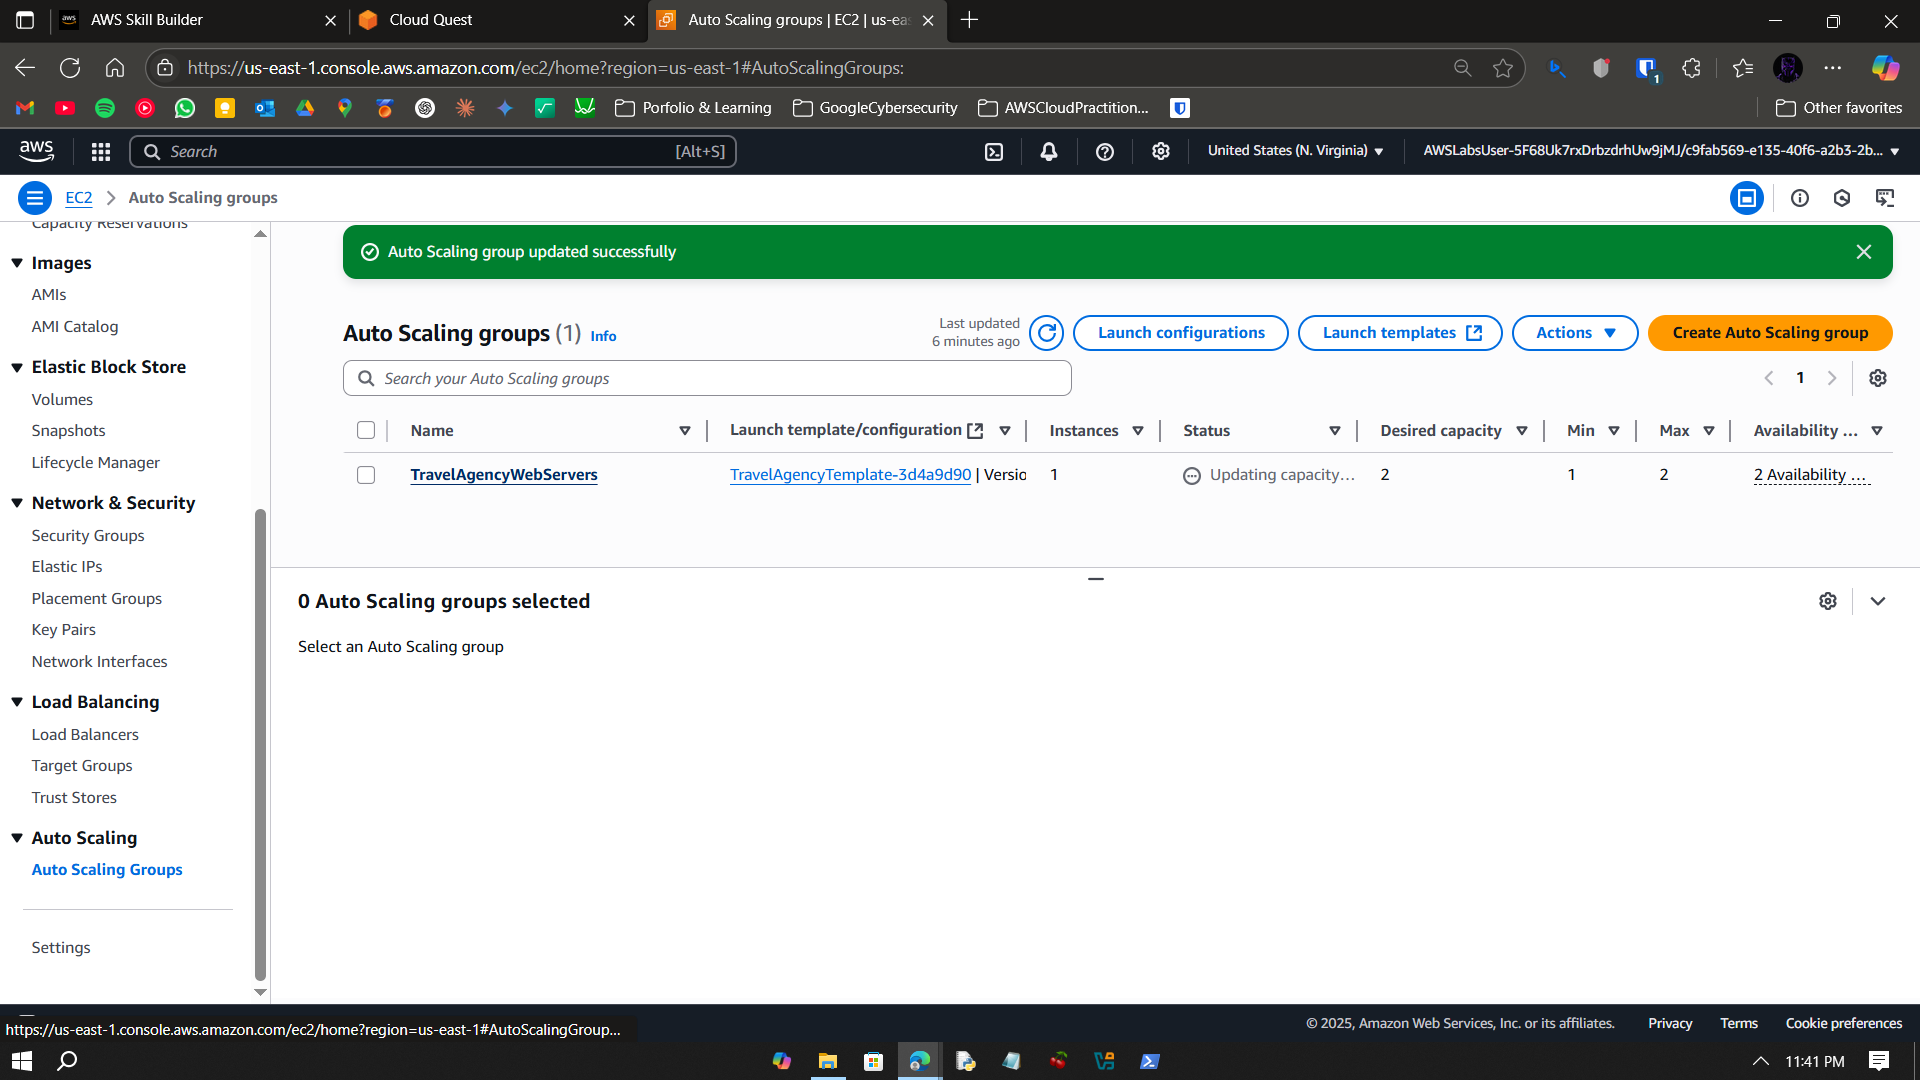 AWS Skill Builder
Cloud Quest
Auto Scaling groups | EC2 | us-eas
https://us-east-1.console.aws.amazon.com/ec2/home?region=us-east-1#AutoScalingGroups:
1
Porfolio & Learning
GoogleCybersecurity
AWSCloudPractition...
Other favorites
aws
Search
[Alt+S]
United States (N. Virginia)
AWSLabsUser-5F68Uk7rxDrbzdrhUw9jMJ/c9fab569-e135-40f6-a2b3-2b...
EC2
Auto Scaling groups
Capacity Reservations
Images
AMIs
AMI Catalog
Elastic Block Store
Volumes
Snapshots
Lifecycle Manager
Network & Security
Security Groups
Elastic IPs
Placement Groups
Key Pairs
Network Interfaces
Load Balancing
Load Balancers
Target Groups
Trust Stores
Auto Scaling
Auto Scaling Groups
Settings
Auto Scaling group updated successfully
Auto Scaling groups (1) Info
Last updated
6 minutes ago
Launch configurations
Launch templates
Actions
Create Auto Scaling group
Search your Auto Scaling groups
1
Name
Launch template/configuration
Instances
Status
Desired capacity
Min
Max
Availability ...
TravelAgencyWebServers
TravelAgencyTemplate-3d4a9d90 | Versio
1
Updating capacity...
2
1
2
2 Availability ...
0 Auto Scaling groups selected
Select an Auto Scaling group
https://us-east-1.console.aws.amazon.com/ec2/home?region=us-east-1#AutoScalingGroup...
© 2025, Amazon Web Services, Inc. or its affiliates.
Privacy
Terms
Cookie preferences
11:41 PM